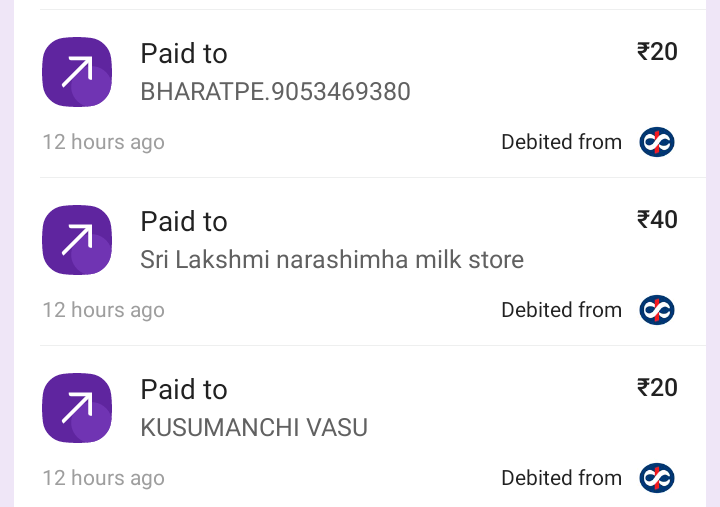 Paid to ₹20
BHARATPE.9053469380
12 hours ago Debited from
Paid to ₹40
Sri Lakshmi narashimha milk store
12 hours ago Debited from
Paid to ₹20
KUSUMANCHI VASU
12 hours ago Debited from